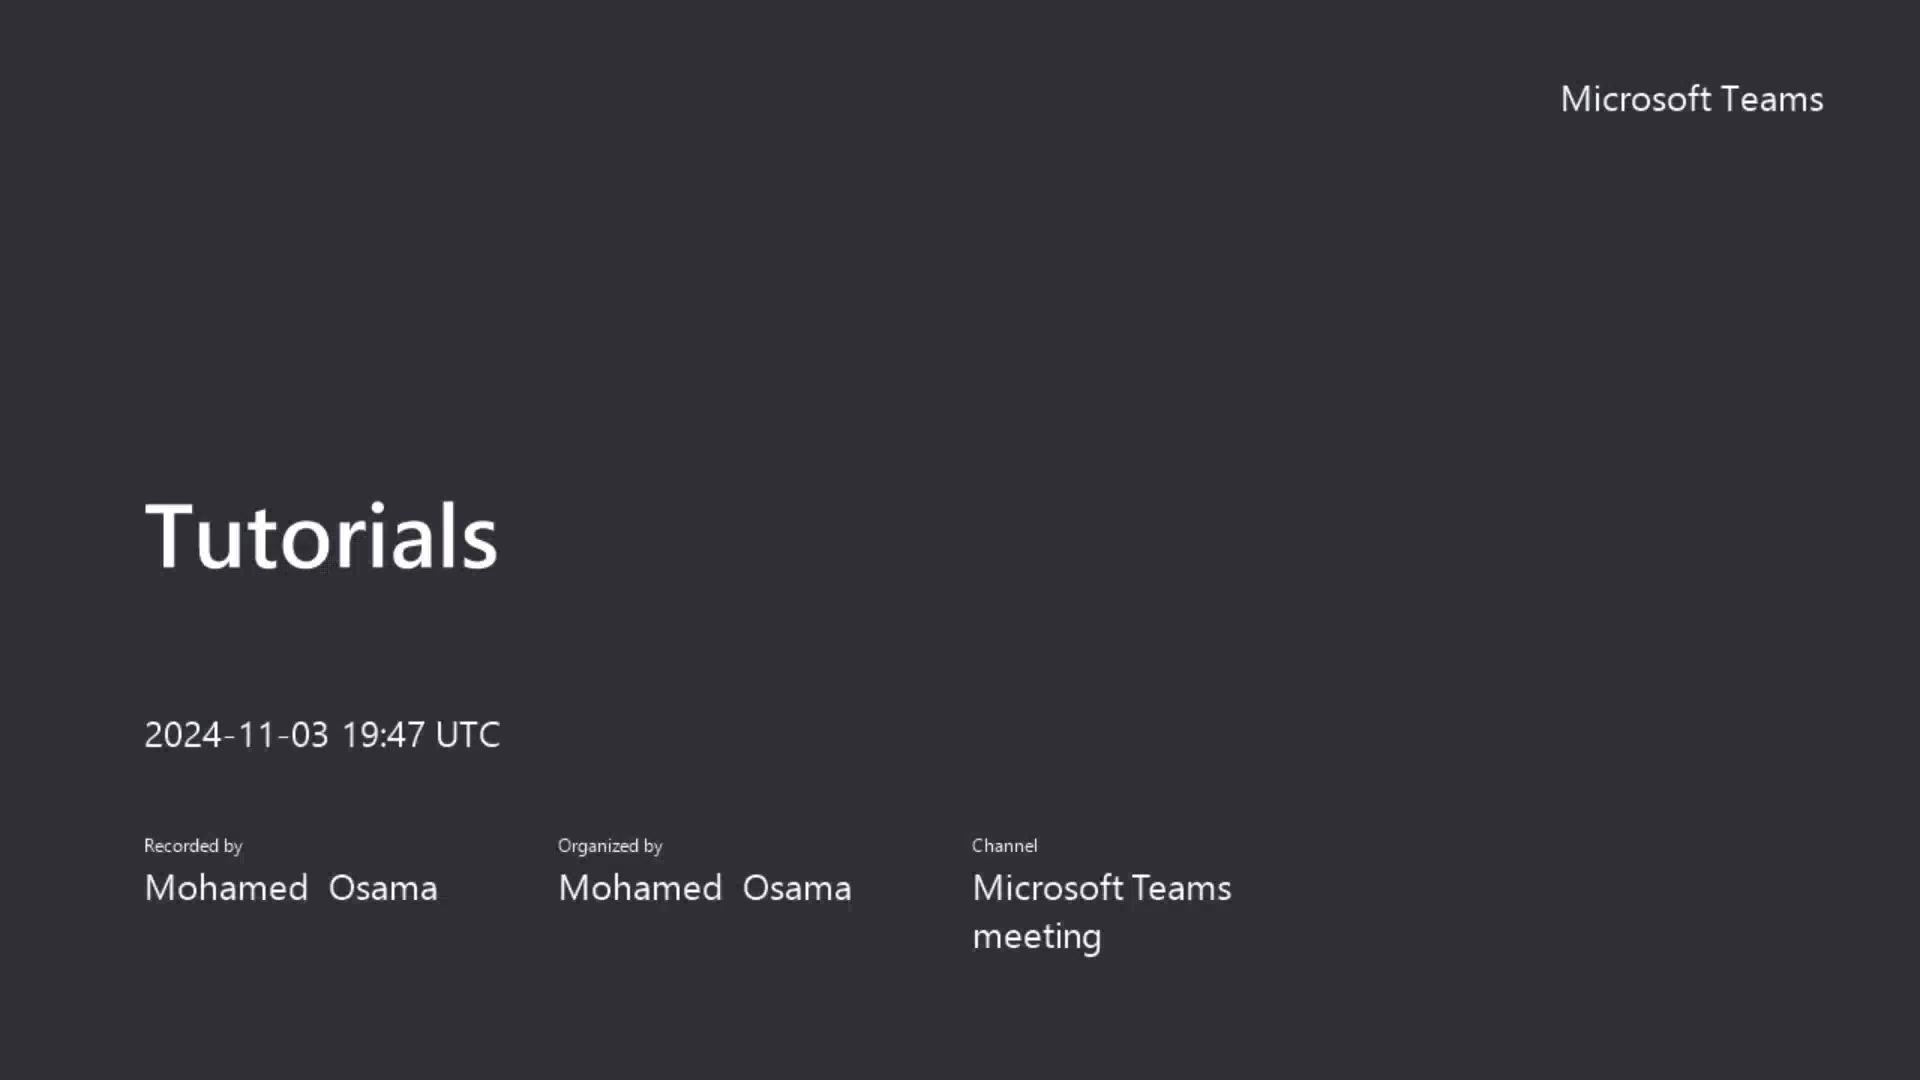 Microsoft Teams
Tutorials
2024-11-03 19:47 UTC
Recorded by
Mohamed  Osama
Organized by
Mohamed  Osama
Channel
Microsoft Teams
meeting